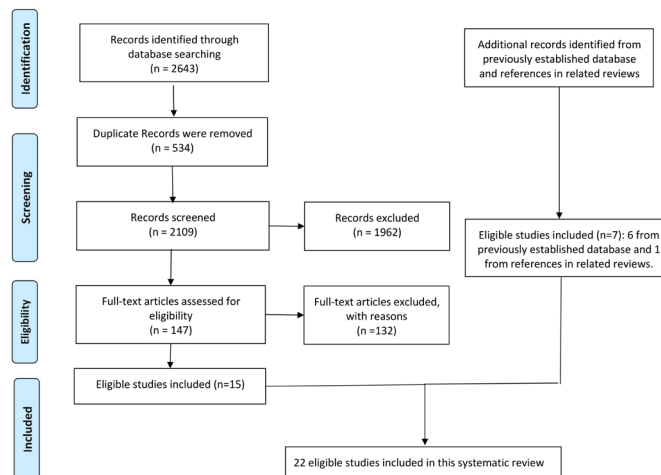 Identification
Records identified through
database searching
(n = 2643)
Additional records identified from
previously established database
and references in related reviews
Screening
Duplicate Records were removed
(n = 534)
Records screened
(n = 2109)
Records excluded
(n = 1962)
Eligible studies included (n=7): 6 from
previously established database and 1
from references in related reviews.
Eligibility
Full-text articles assessed for
eligibility
(n = 147)
Full-text articles excluded,
with reasons
(n =132)
Included
Eligible studies included (n=15)
22 eligible studies included in this systematic review